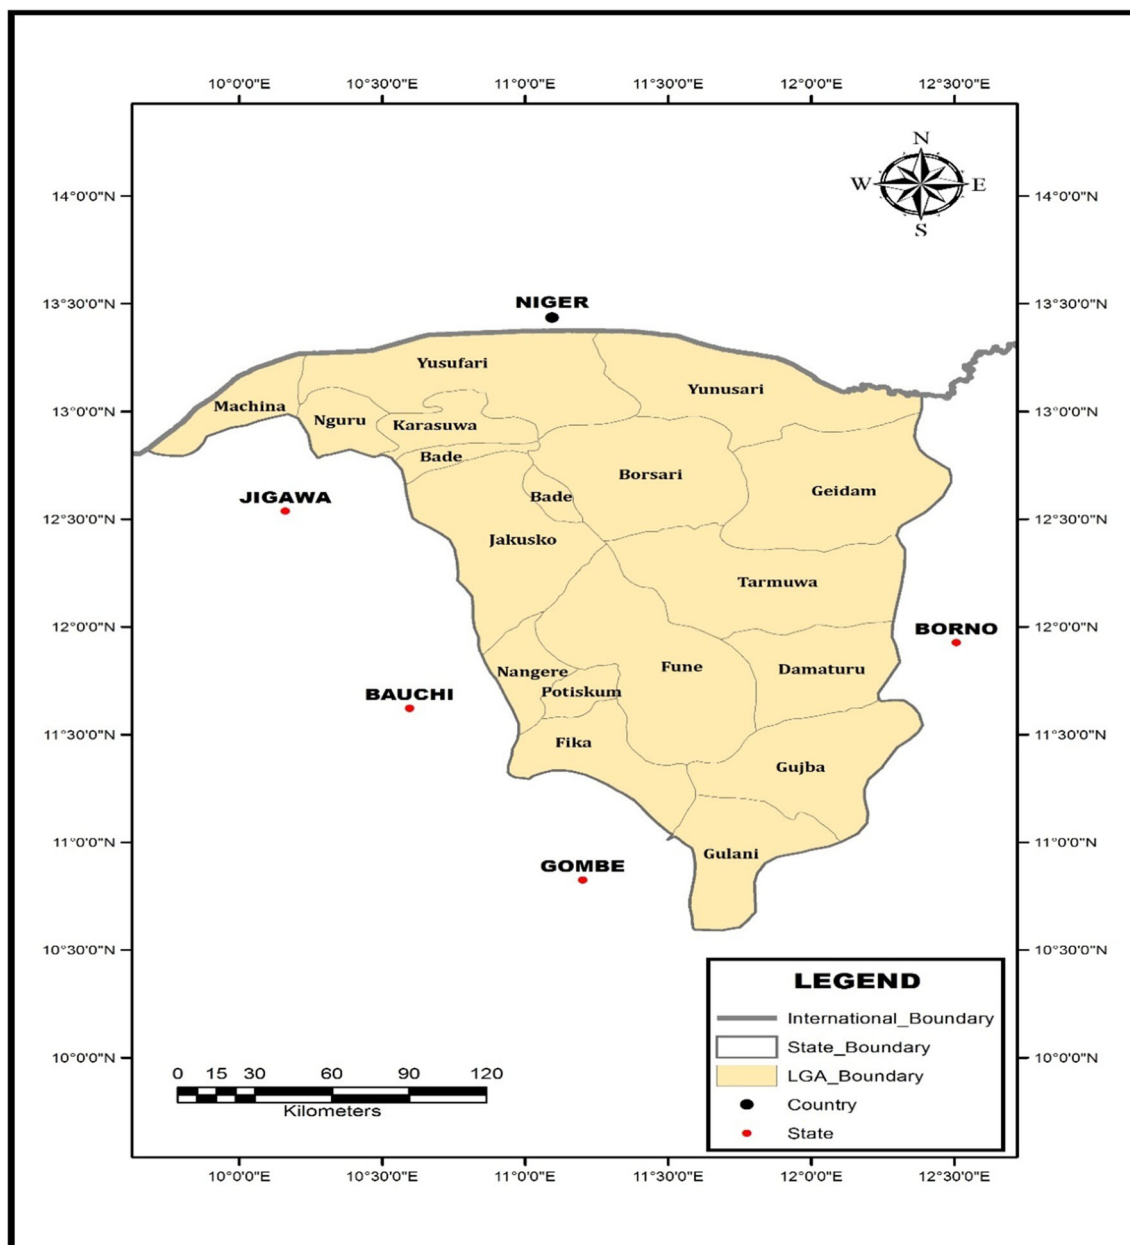 10°0'0"E 10°30'0"E 11°0'0"E 11°30'0"E 12°0'0"E 12°30'0"E
N
W E
S
14°0'0"N 14°0'0"N
13°30'0"N 13°30'0"N
NIGER
Yusufari
Yunusari
Machina
13°0'0"N 13°0'0"N
Nguru
Karasuwa
Bade
Borsari
Geidam
JIGAWA
Bade
12°30'0"N 12°30'0"N
Jakusko
Tarmuwa
12°0'0"N 12°0'0"N
BORNO
Nangere
Fune
Damaturu
BAUCHI
Potiskum
11°30'0"N 11°30'0"N
Fika
Gujba
11°0'0"N 11°0'0"N
Gulani
GOMBE
10°30'0"N 10°30'0"N
LEGEND
International_Boundary
State_Boundary
LGA_Boundary
Country
State
10°0'0"N 10°0'0"N
0 15 30 60 90 120
Kilometers
10°0'0"E 10°30'0"E 11°0'0"E 11°30'0"E 12°0'0"E 12°30'0"E